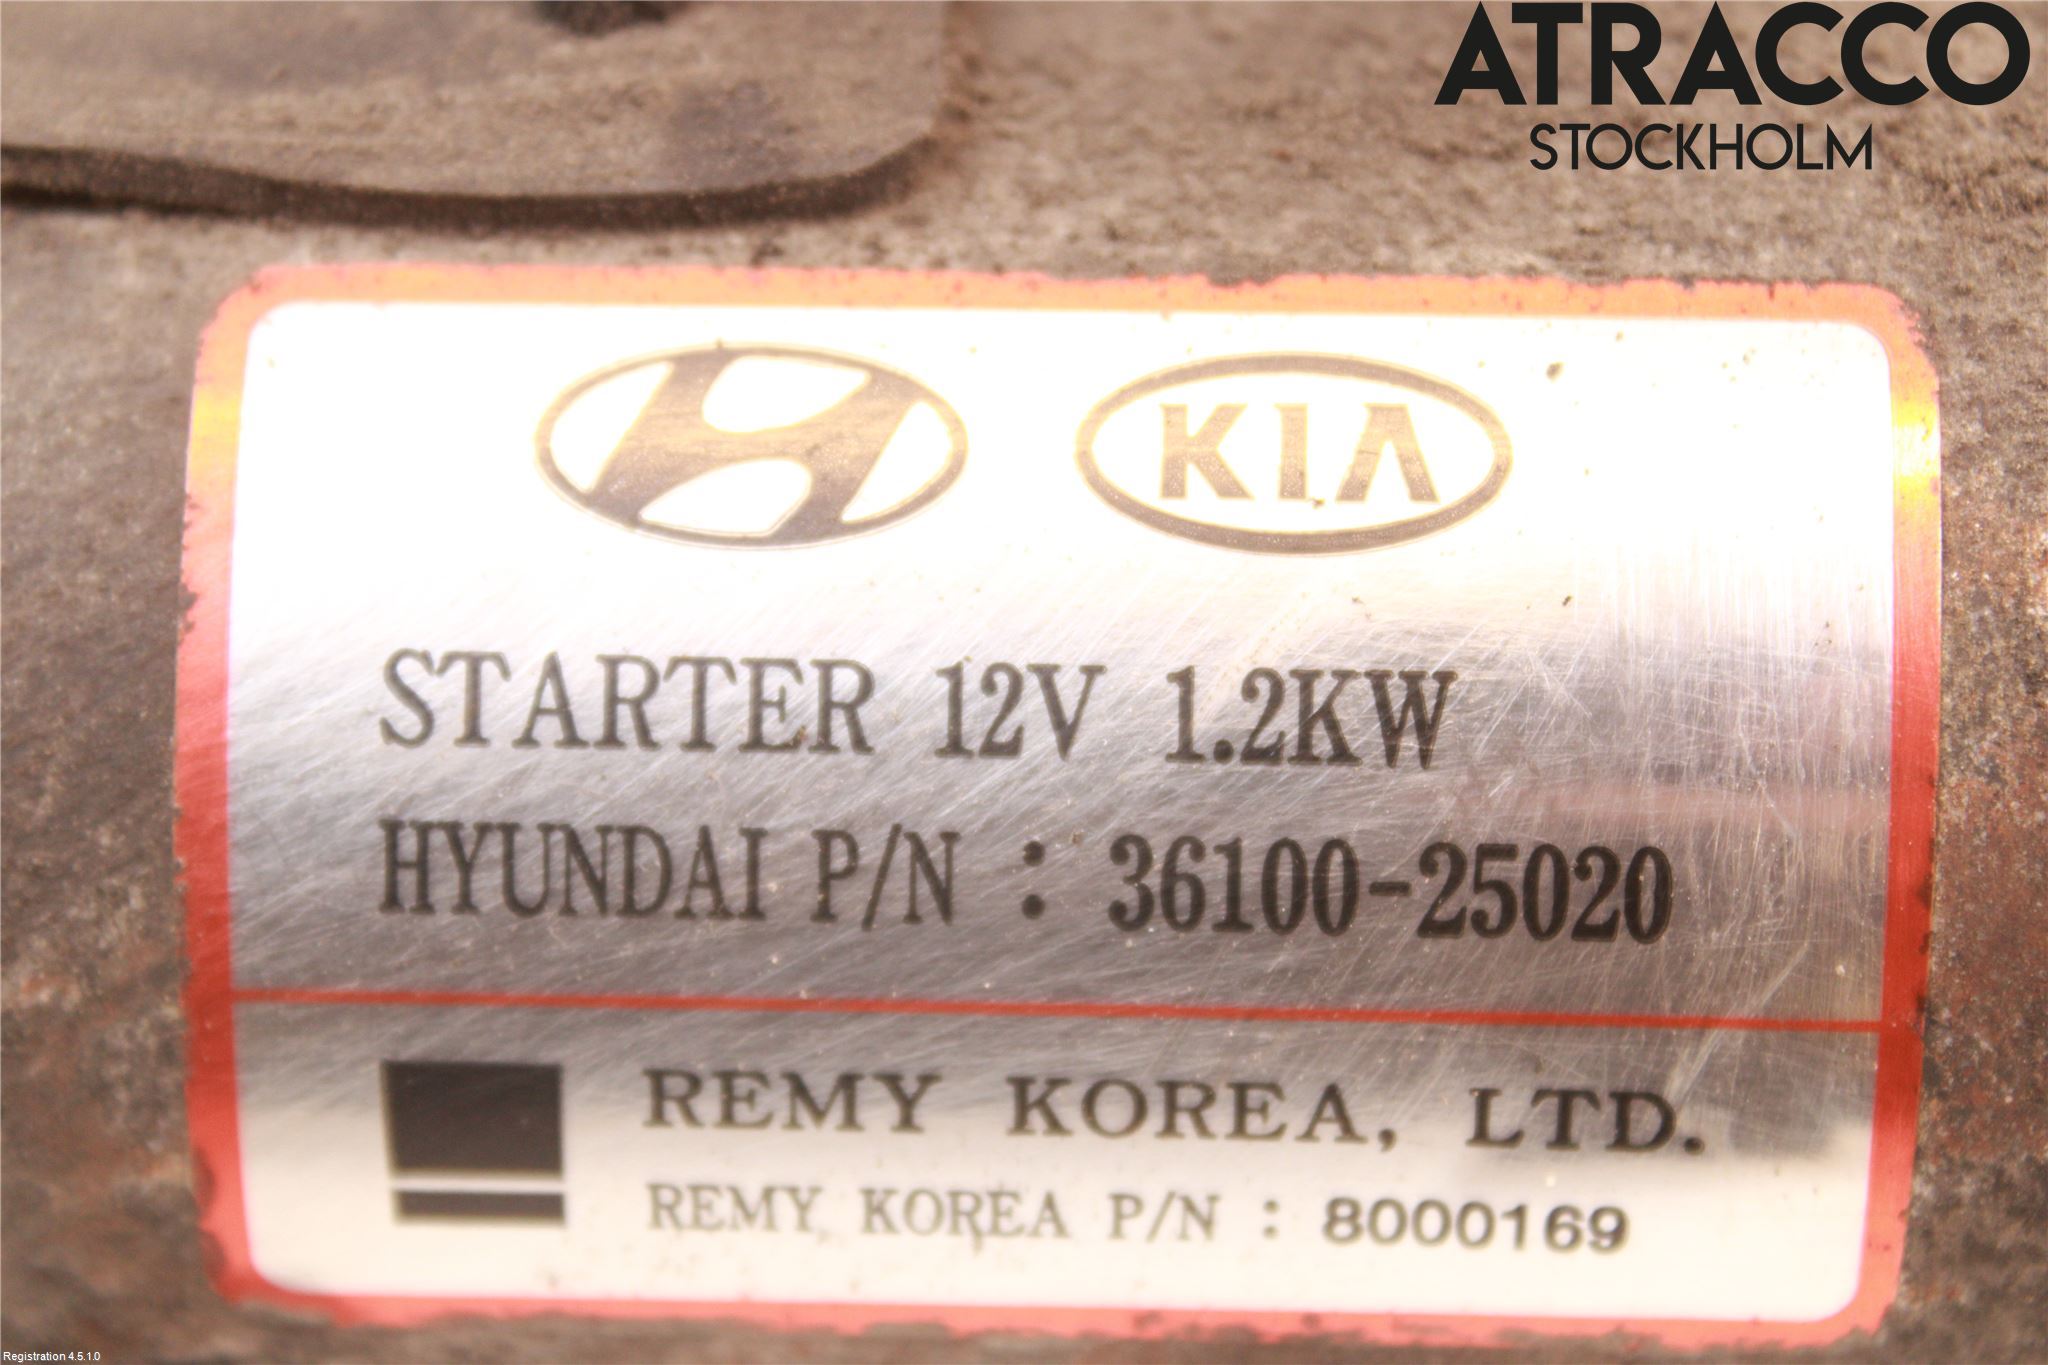 ATRACCO
STOCKHOLM
KIA
STARTER 12V 1.2KW
HYUNDAI P/N : 36100-25020
REMY KOREA, LTD.
REMY KOREA P/N : 8000169
Registration 4.5.1.0